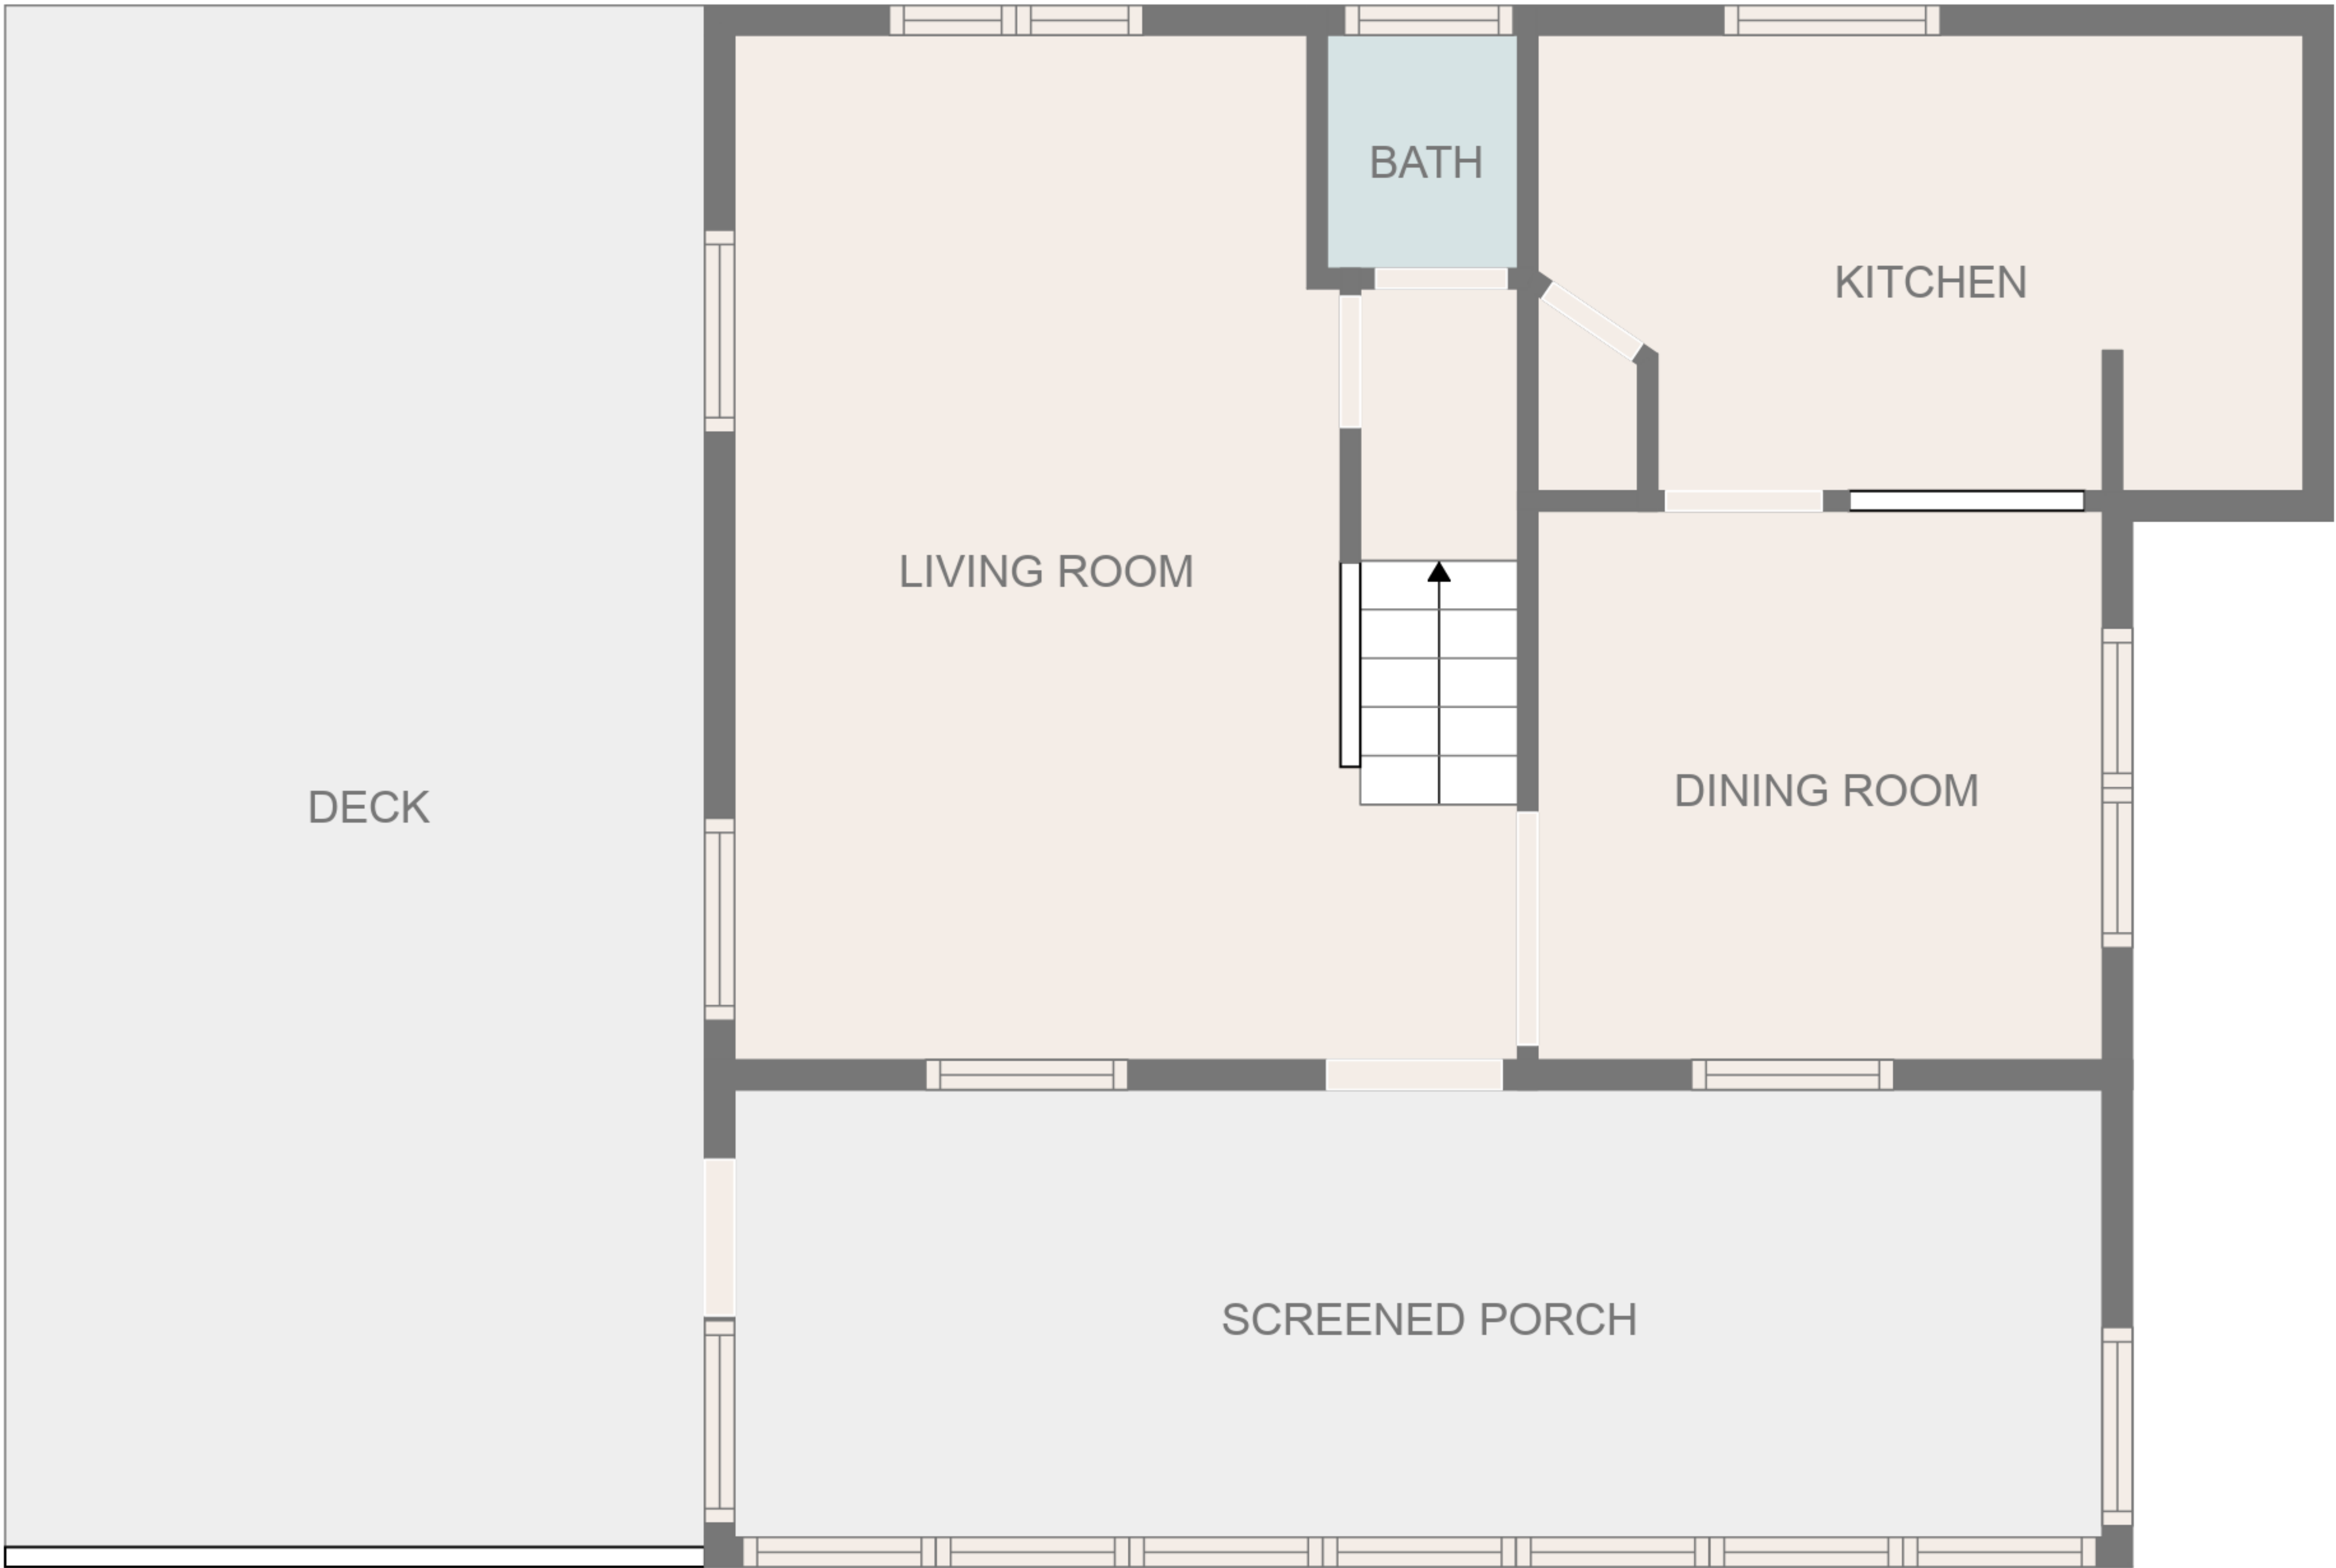 BATH
KITCHEN
LIVING ROOM
DINING ROOM
DECK
SCREENED PORCH